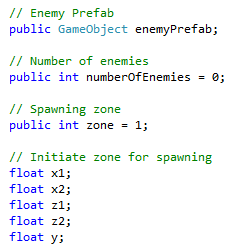 // Enemy Prefab
public GameObject enemyPrefab;
// Number of enemies
public int numberOfEnemies = 0;
// Spawning zone
public int zone = 1;
// Initiate zone for spawning
float x1;
float x2;
float z1;
float z2;
float y;